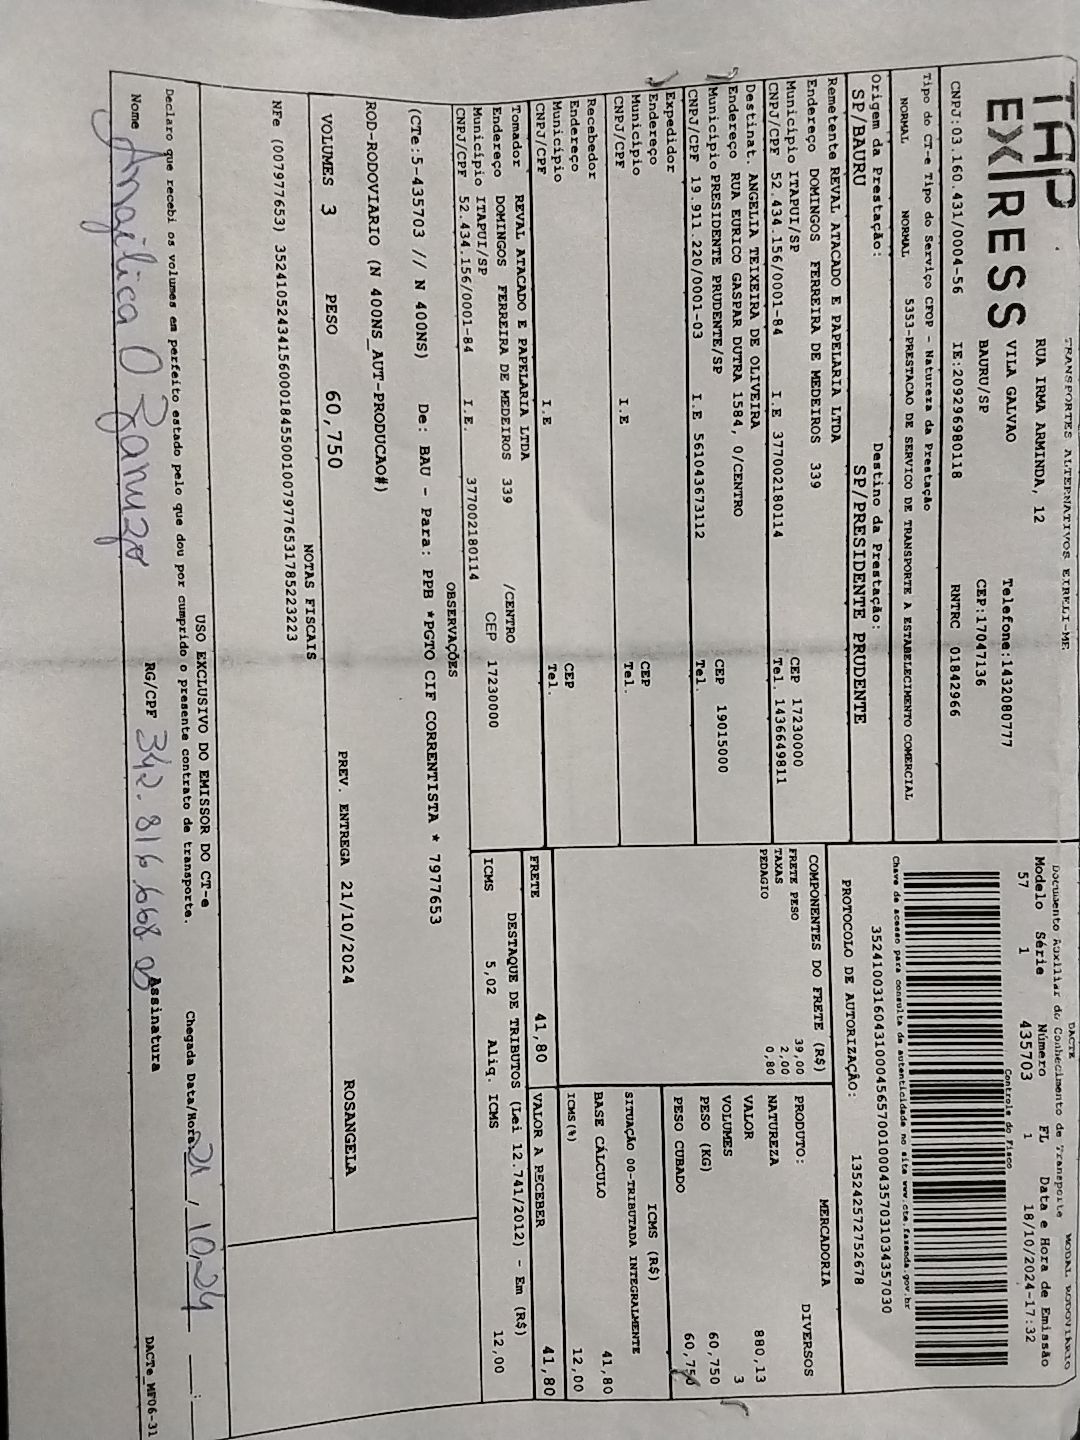 TRANSPORTES ALTERNATIVOS EIRELI-ME
TAP EXPRESS
RUA IRMA ARMINDA, 12
VILA GALVAO
BAURU/SP
Telefone:1432080777
CEP:17047136
CNPJ:03.160.431/0004-56 IE:209296980118 RNTRC 01842966
DACTE MODAL RODOVIÁRIO
Documento Auxiliar do Conhecimento de Transporte
Modelo Série Número FL Data e Hora de Emissão
57 1 435703 1 18/10/2024-17:32
Controle do Fisco
Chave de acesso para consulta de autenticidade no site www.cte.fazenda.gov.br
PROTOCOLO DE AUTORIZAÇÃO: 135242572752678
Tipo do CT-e Tipo do Serviço CFOP - Natureza da Prestação
NORMAL NORMAL 5353-PRESTACAO DE SERVICO DE TRANSPORTE A ESTABELECIMENTO COMERCIAL
Origem da Prestação: Destino da Prestação:
SP/BAURU SP/PRESIDENTE PRUDENTE
Remetente REVAL ATACADO E PAPELARIA LTDA
Endereço DOMINGOS FERREIRA DE MEDEIROS 339
Município ITAPUI/SP CEP 17230000
CNPJ/CPF 52.434.156/0001-84 I.E 377002180114 Tel. 1436649811
Destinat. ANGELIA TEIXEIRA DE OLIVEIRA
Endereço RUA EURICO GASPAR DUTRA 1584, 0/CENTRO
Município PRESIDENTE PRUDENTE/SP CEP 19015000
CNPJ/CPF 19.911.220/0001-03 I.E 561043673112 Tel.
Expedidor
Endereço
Município CEP
CNPJ/CPF I.E Tel.
Recebedor
Endereço
Município CEP
CNPJ/CPF I.E Tel.
Tomador REVAL ATACADO E PAPELARIA LTDA
Endereço DOMINGOS FERREIRA DE MEDEIROS 339 /CENTRO
Município ITAPUI/SP CEP 17230000
CNPJ/CPF 52.434.156/0001-84 I.E. 377002180114
COMPONENTES DO FRETE (R$)
FRETE PESO 39,00
TAXAS 2,00
PEDAGIO 0,80
MERCADORIA
PRODUTO: DIVERSOS
NATUREZA
VALOR 880,13
VOLUMES 3
PESO (KG) 60,750
PESO CUBADO 60,750
ICMS (R$)
SITUAÇÃO 00-TRIBUTADA INTEGRALMENTE
BASE CÁLCULO 41,80
ICMS(%) 12,00
FRETE 41,80 VALOR A RECEBER 41,80
DESTAQUE DE TRIBUTOS (Lei 12.741/2012) - Em (R$)
ICMS 5,02 Aliq. ICMS 12,00
OBSERVAÇÕES
(CTe:5-435703 // N 400NS) De: BAU - Para: PPB *PGTO CIF CORRENTISTA * 7977653
ROD-RODOVIARIO (N 400NS_AUT-PRODUCAO#)
VOLUMES 3 PESO 60,750 PREV. ENTREGA 21/10/2024 ROSANGELA
NOTAS FISCAIS
USO EXCLUSIVO DO EMISSOR DO CT-e
Declaro que recebi os volumes em perfeito estado pelo que dou por cumprido o presente contrato de transporte. Chegada Data/Hora 21/10/24 __:__
Nome Angélica O RG/CPF 342.816.668 Assinatura
DACTe_MF06-31